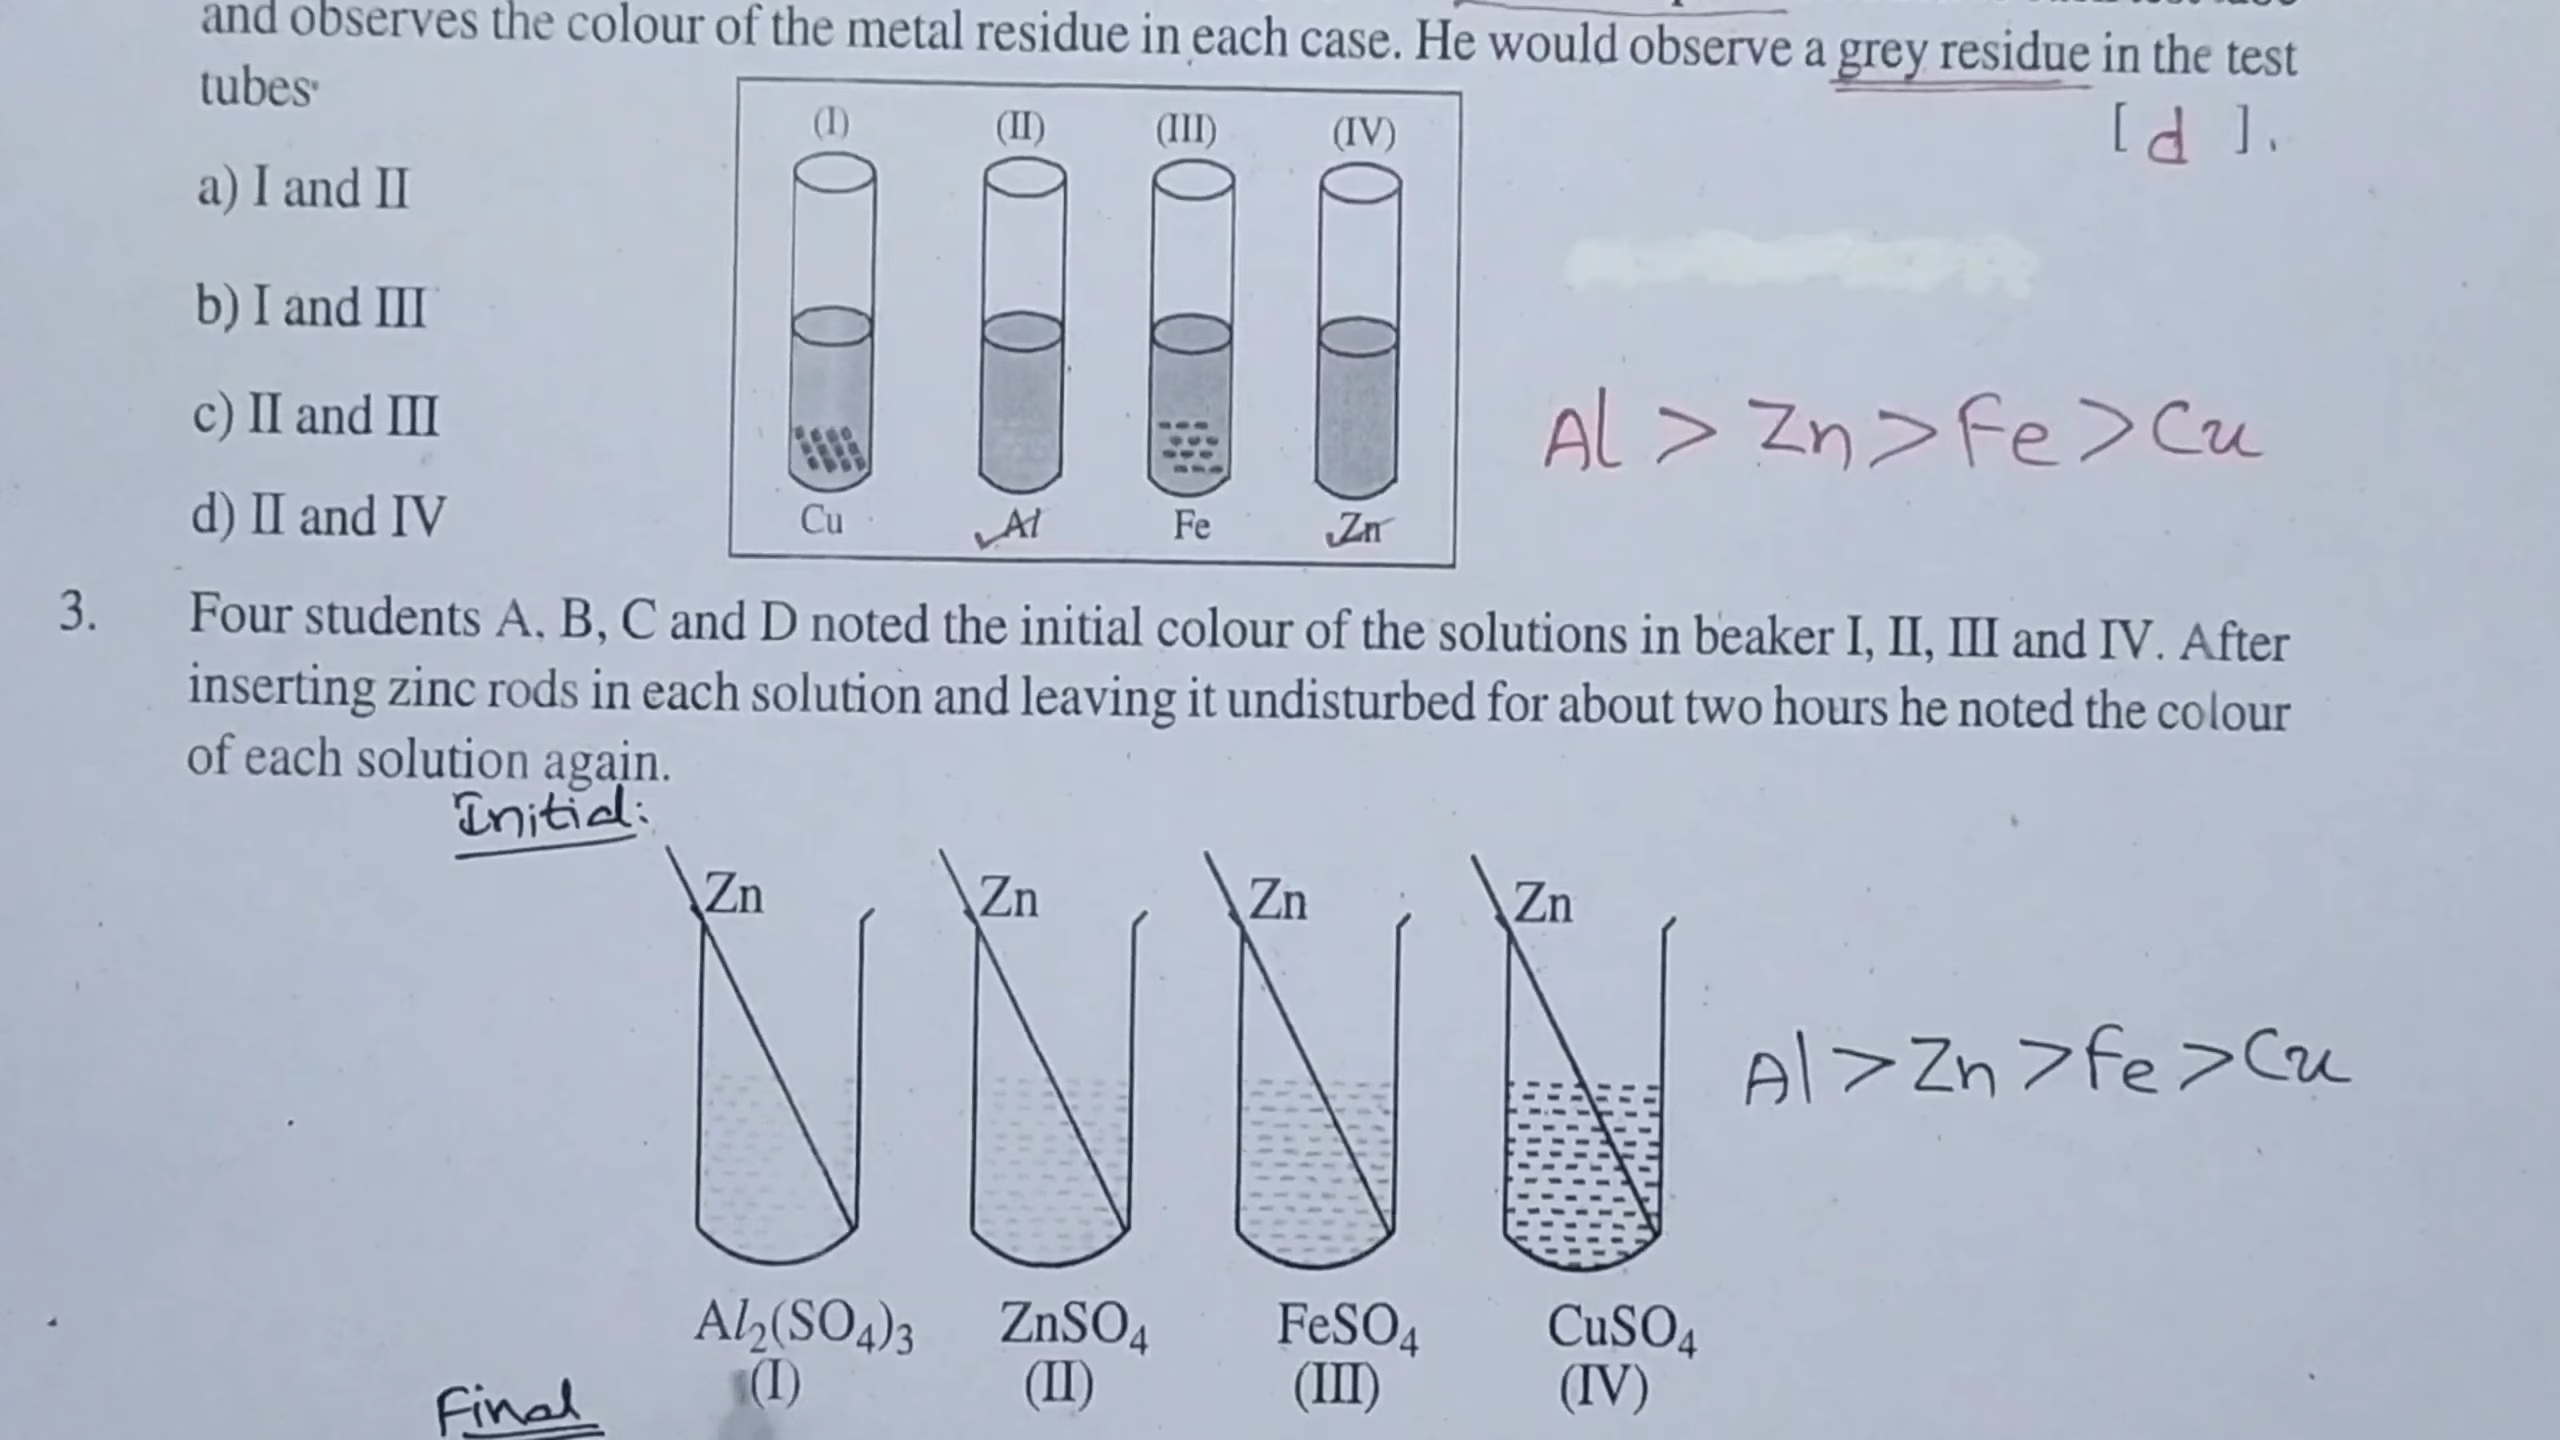 and observes the colour of the metal residue in each case. He would observe a grey residue in the test
tubes
[ d ].
(I) (II) (III) (IV)
a) I and II
b) I and III
c) II and III
d) II and IV
Cu Al Fe Zn
Al > Zn > Fe > Cu
3. Four students A, B, C and D noted the initial colour of the solutions in beaker I, II, III and IV. After
inserting zinc rods in each solution and leaving it undisturbed for about two hours he noted the colour
of each solution again.
Initial:
Zn Zn Zn Zn
Al > Zn > Fe > Cu
Al₂(SO₄)₃ ZnSO₄ FeSO₄ CuSO₄
(I) (II) (III) (IV)
Final